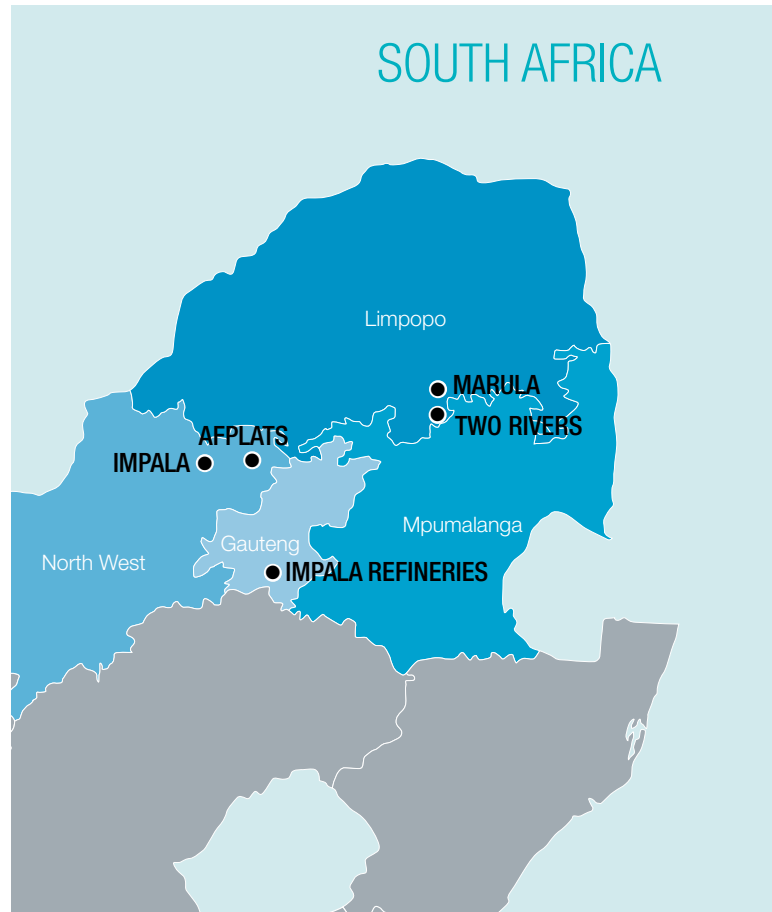 SOUTH AFRICA
Limpopo
MARULA
TWO RIVERS
AFPLATS
IMPALA
Mpumalanga
Gauteng
North West
IMPALA REFINERIES